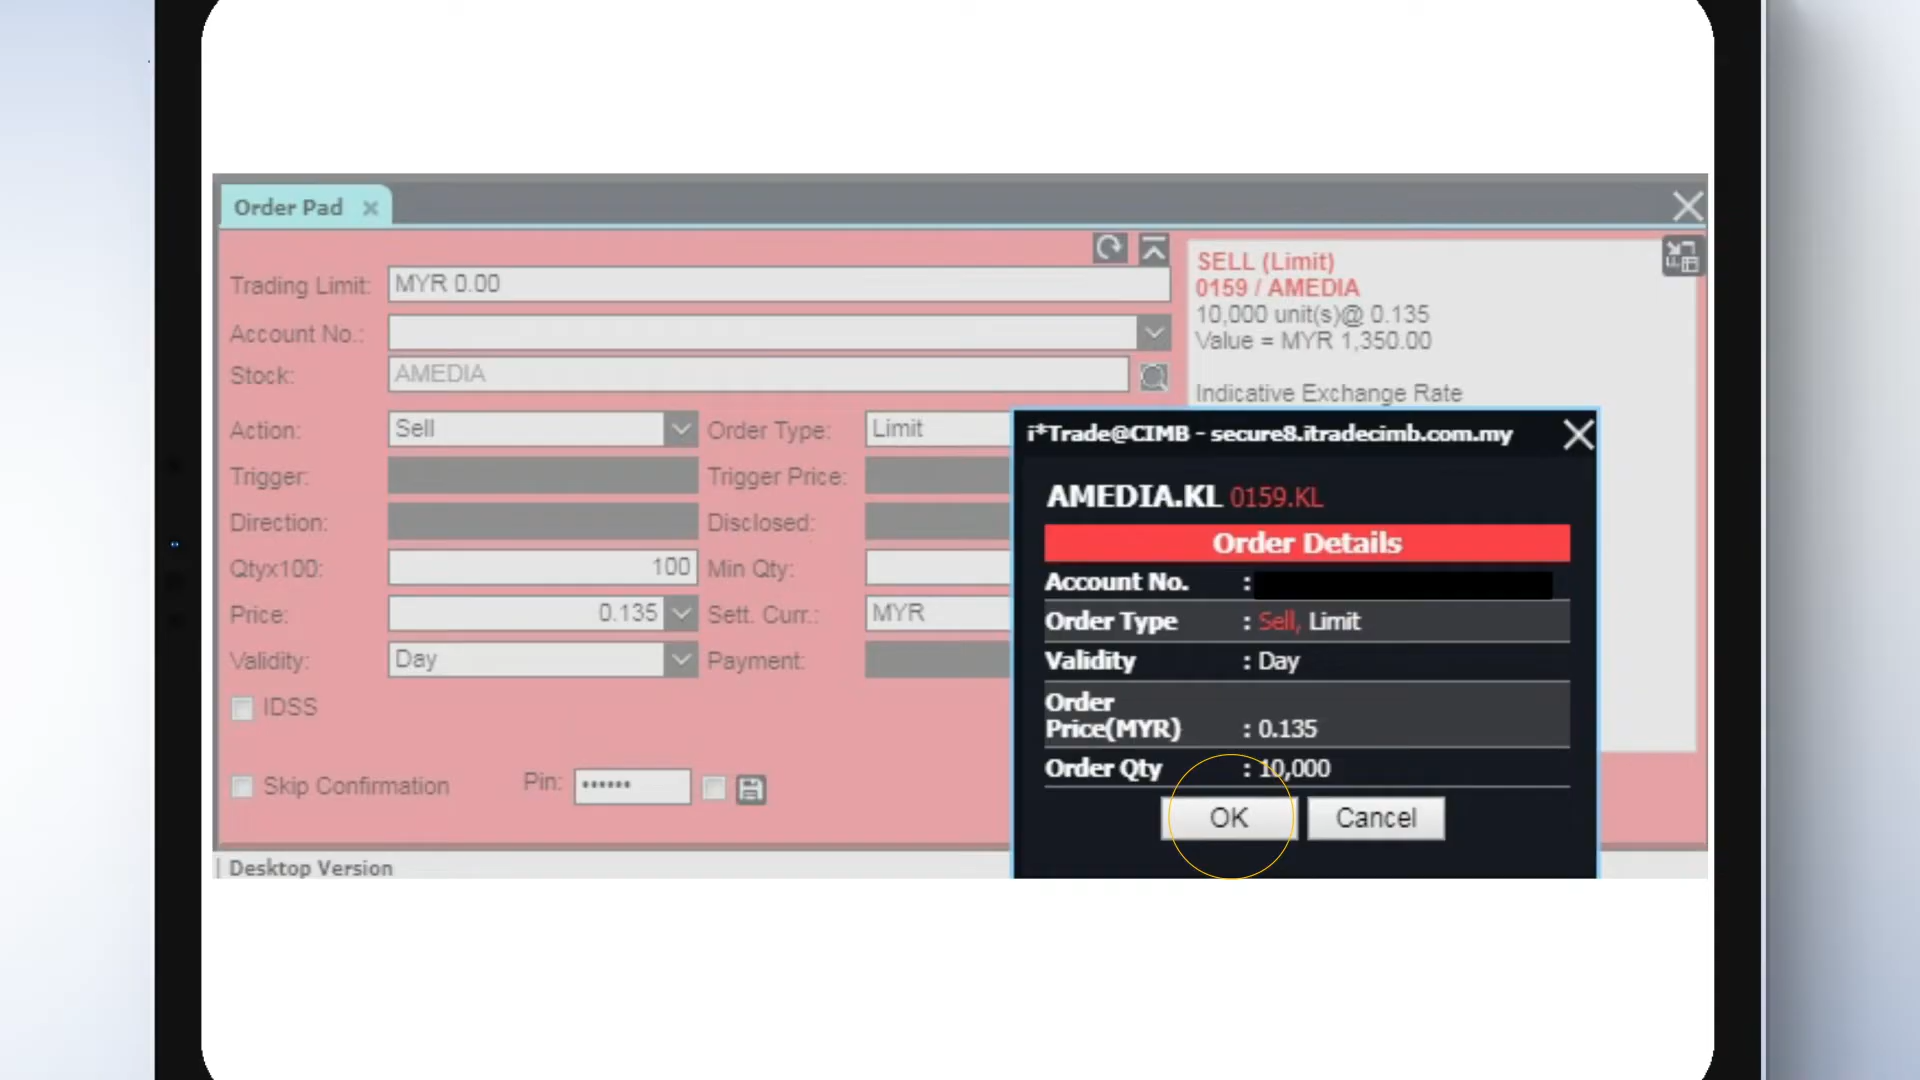 Order Pad
Trading Limit: MYR 0.00
Account No.:
Stock: AMEDIA
Action: Sell Order Type: Limit
Trigger: Trigger Price:
Direction: Disclosed:
Qtyx100: 100 Min Qty:
Price: 0.135 Sett. Curr.: MYR
Validity: Day Payment:
IDSS
Skip Confirmation Pin: ••••••
Desktop Version
SELL (Limit)
0159 / AMEDIA
10,000 unit(s)@ 0.135
Value = MYR 1,350.00
Indicative Exchange Rate
i*Trade@CIMB - secure8.itradecimb.com.my
AMEDIA.KL 0159.KL
Order Details
Account No. :
Order Type : Sell, Limit
Validity : Day
Order
Price(MYR) : 0.135
Order Qty : 10,000
OK Cancel